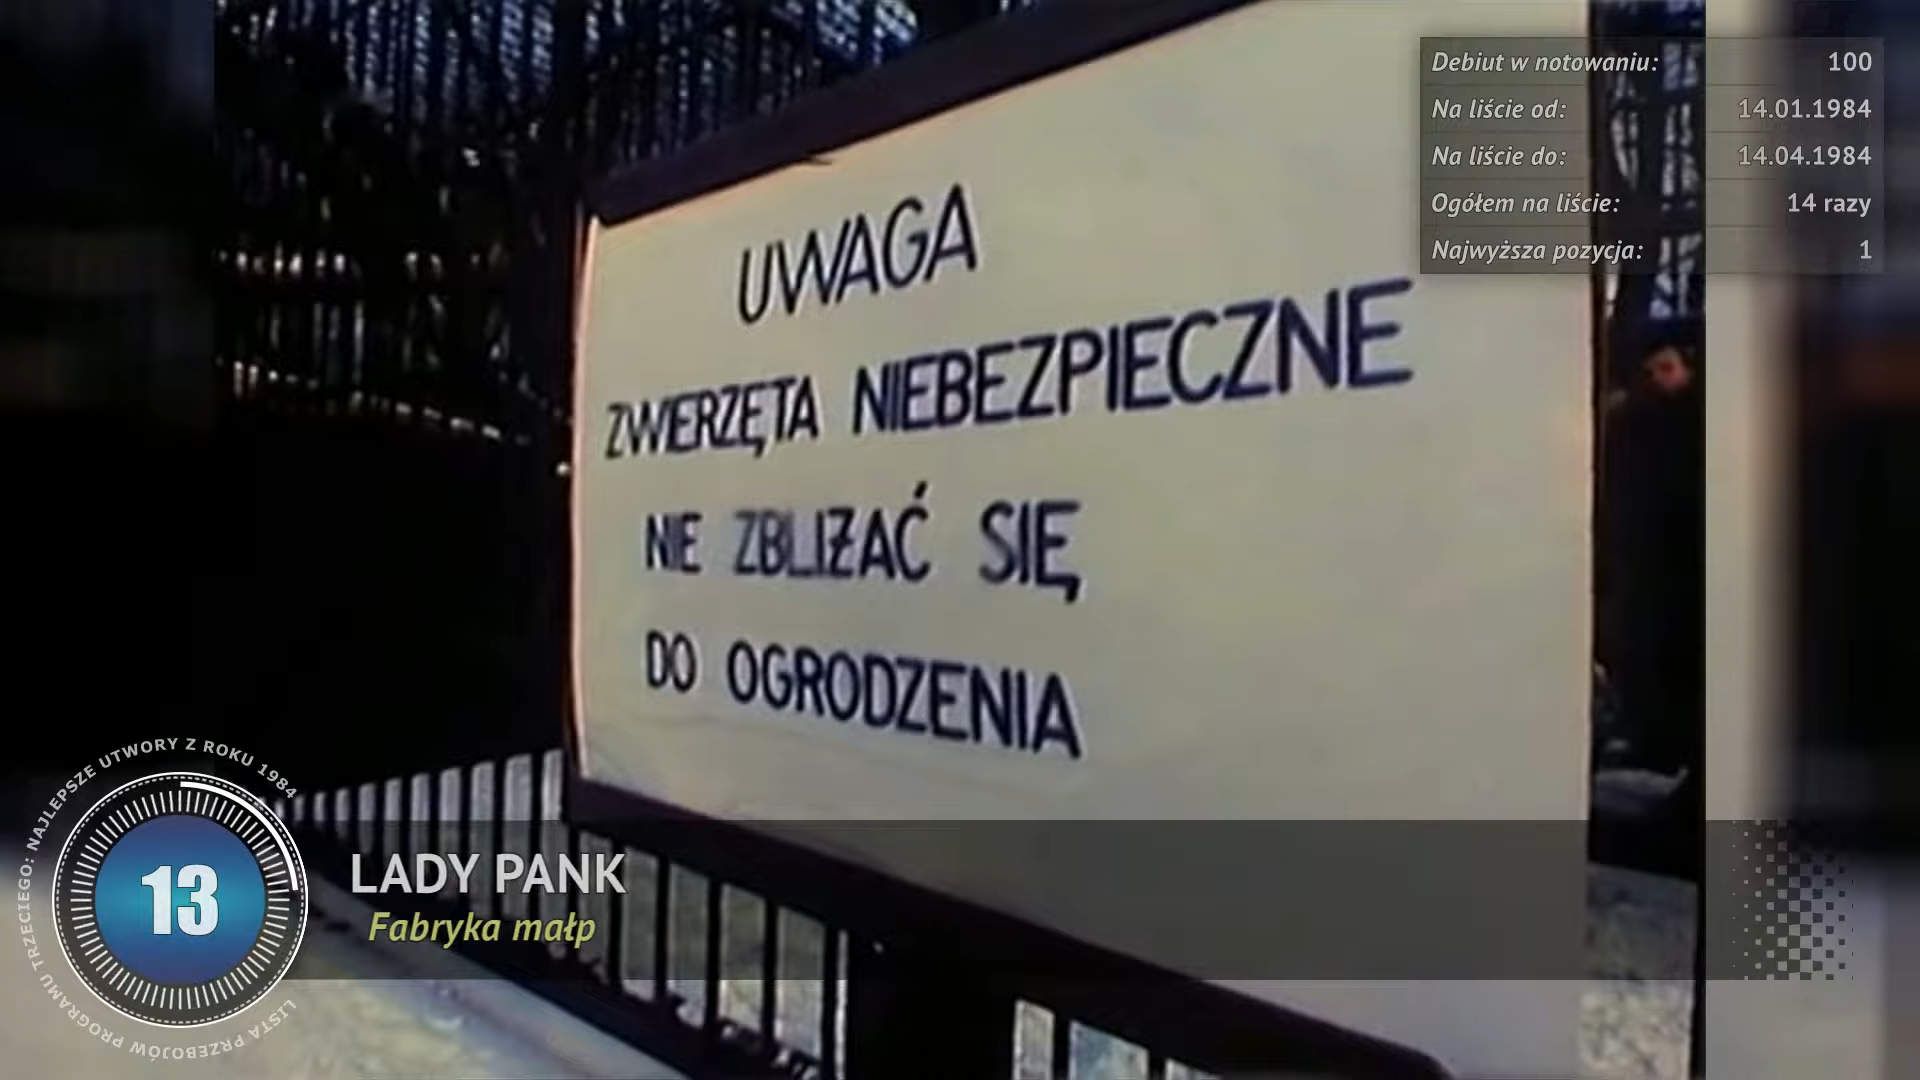 Debiut w notowaniu: 100
Na liście od: 14.01.1984
Na liście do: 14.04.1984
Ogółem na liście: 14 razy
Najwyższa pozycja: 1
UWAGA
ZWIERZĘTA NIEBEZPIECZNE
NIE ZBLIŻAĆ SIĘ
DO OGRODZENIA
LISTA PRZEBOJÓW PROGRAMU TRZECIEGO: NAJLEPSZE UTWORY Z ROKU 1984
13
LADY PANK
Fabryka małp